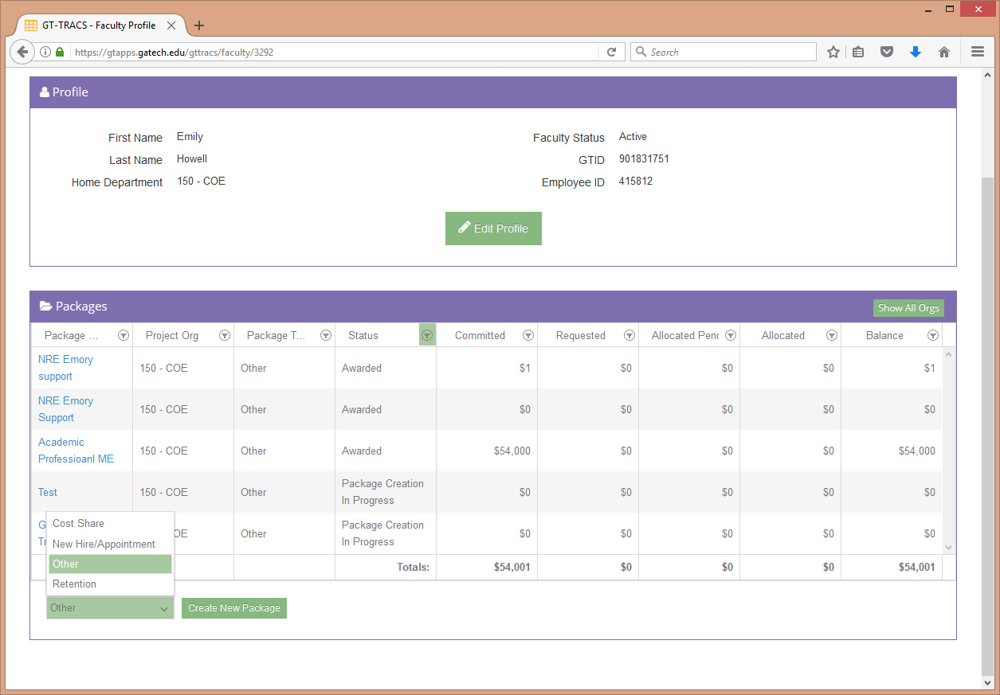 GT-TRACS - Faculty Profile
https://gtapps.gatech.edu/gttracs/faculty/3292
Search
Profile
First Name Emily Faculty Status Active
Last Name Howell GTID 901831751
Home Department 150 - COE Employee ID 415812
Edit Profile
Packages Show All Orgs
Package ... Project Org Package T... Status Committed Requested Allocated Penc Allocated Balance
NRE Emory
support 150 - COE Other Awarded $1 $0 $0 $0 $1
NRE Emory
Support 150 - COE Other Awarded $0 $0 $0 $0 $0
Academic
Professioanl ME 150 - COE Other Awarded $54,000 $0 $0 $0 $54,000
Test 150 - COE Other Package Creation
In Progress $0 $0 $0 $0 $0
G OE Other Package Creation
Tr In Progress $0 $0 $0 $0 $0
Totals: $54,001 $0 $0 $0 $54,001
Cost Share
New Hire/Appointment
Other
Retention
Other Create New Package